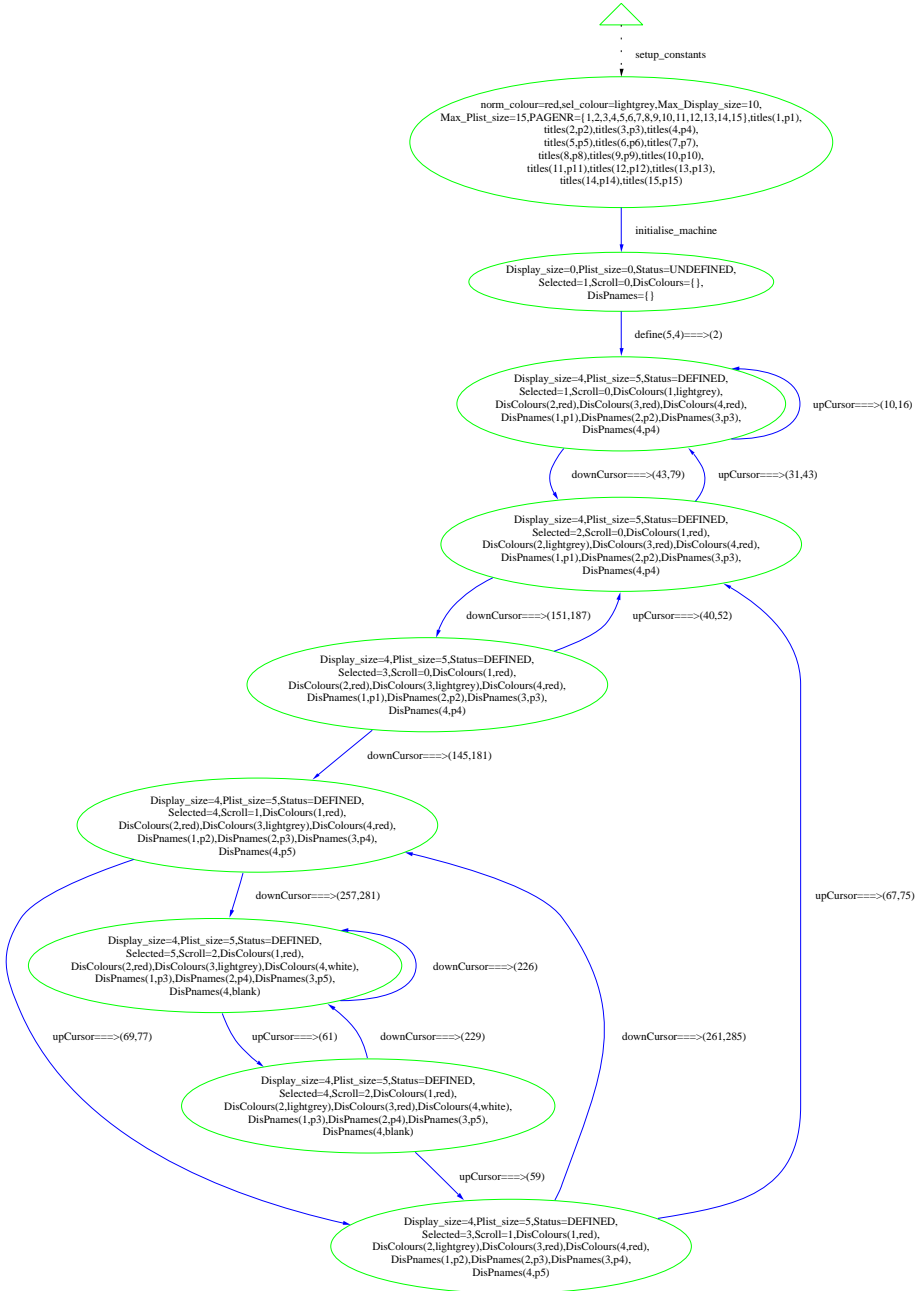 setup_constants
norm_colour=red,sel_colour=lightgrey,Max_Display_size=10,
Max_Plist_size=15,PAGENR={1,2,3,4,5,6,7,8,9,10,11,12,13,14,15},titles(1,p1),
titles(2,p2),titles(3,p3),titles(4,p4),
titles(5,p5),titles(6,p6),titles(7,p7),
titles(8,p8),titles(9,p9),titles(10,p10),
titles(11,p11),titles(12,p12),titles(13,p13),
titles(14,p14),titles(15,p15)
initialise_machine
Display_size=0,Plist_size=0,Status=UNDEFINED,
Selected=1,Scroll=0,DisColours={},
DisPnames={}
define(5,4)===>(2)
Display_size=4,Plist_size=5,Status=DEFINED,
Selected=1,Scroll=0,DisColours(1,lightgrey),
DisColours(2,red),DisColours(3,red),DisColours(4,red),
DisPnames(1,p1),DisPnames(2,p2),DisPnames(3,p3),
DisPnames(4,p4)
upCursor===>(10,16)
downCursor===>(43,79)
upCursor===>(31,43)
Display_size=4,Plist_size=5,Status=DEFINED,
Selected=2,Scroll=0,DisColours(1,red),
DisColours(2,lightgrey),DisColours(3,red),DisColours(4,red),
DisPnames(1,p1),DisPnames(2,p2),DisPnames(3,p3),
DisPnames(4,p4)
downCursor===>(151,187)
upCursor===>(40,52)
Display_size=4,Plist_size=5,Status=DEFINED,
Selected=3,Scroll=0,DisColours(1,red),
DisColours(2,red),DisColours(3,lightgrey),DisColours(4,red),
DisPnames(1,p1),DisPnames(2,p2),DisPnames(3,p3),
DisPnames(4,p4)
downCursor===>(145,181)
Display_size=4,Plist_size=5,Status=DEFINED,
Selected=4,Scroll=1,DisColours(1,red),
DisColours(2,red),DisColours(3,lightgrey),DisColours(4,red),
DisPnames(1,p2),DisPnames(2,p3),DisPnames(3,p4),
DisPnames(4,p5)
downCursor===>(257,281)
upCursor===>(67,75)
Display_size=4,Plist_size=5,Status=DEFINED,
Selected=5,Scroll=2,DisColours(1,red),
DisColours(2,red),DisColours(3,lightgrey),DisColours(4,white),
DisPnames(1,p3),DisPnames(2,p4),DisPnames(3,p5),
DisPnames(4,blank)
downCursor===>(226)
upCursor===>(69,77)
upCursor===>(61)
downCursor===>(229)
downCursor===>(261,285)
Display_size=4,Plist_size=5,Status=DEFINED,
Selected=4,Scroll=2,DisColours(1,red),
DisColours(2,lightgrey),DisColours(3,red),DisColours(4,white),
DisPnames(1,p3),DisPnames(2,p4),DisPnames(3,p5),
DisPnames(4,blank)
upCursor===>(59)
Display_size=4,Plist_size=5,Status=DEFINED,
Selected=3,Scroll=1,DisColours(1,red),
DisColours(2,lightgrey),DisColours(3,red),DisColours(4,red),
DisPnames(1,p2),DisPnames(2,p3),DisPnames(3,p4),
DisPnames(4,p5)